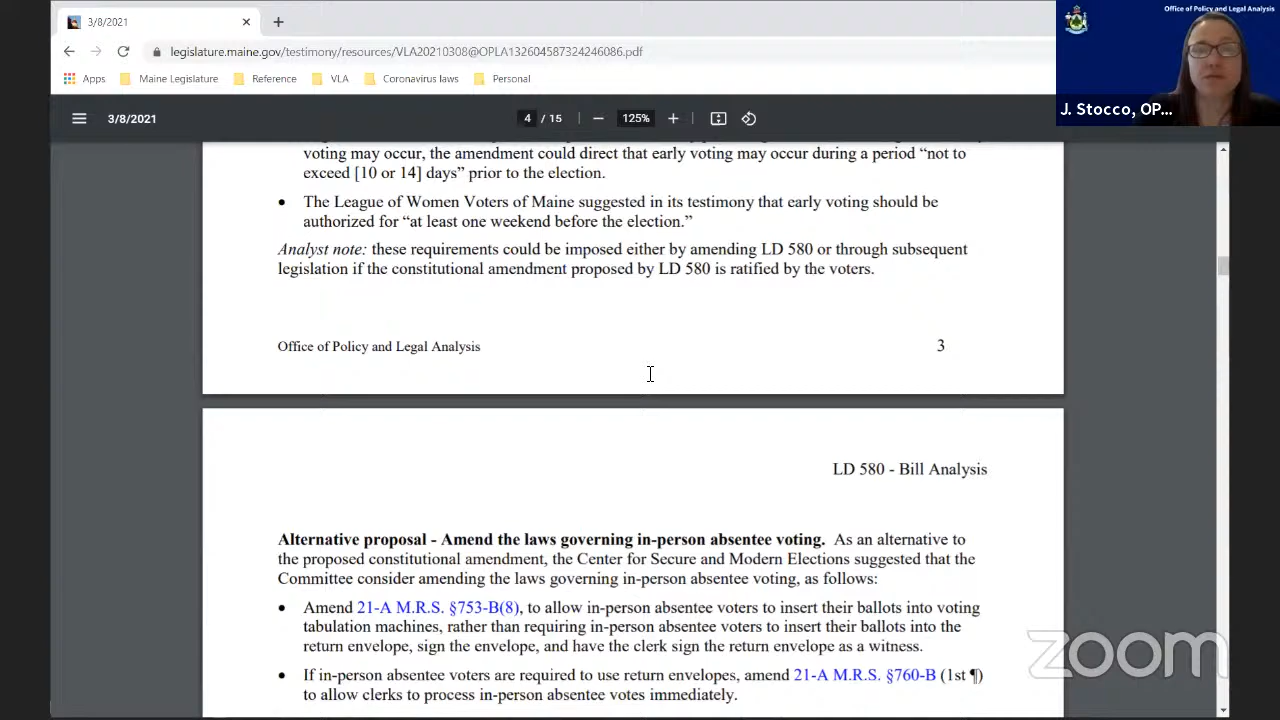 3/8/2021
legislature.maine.gov/testimony/resources/VLA20210308@OPLA132604587324246086.pdf
Apps Maine Legislature Reference VLA Coronavirus laws Personal
Office of Policy and Legal Analysis
J. Stocco, OP...
3/8/2021 4 / 15 125%
voting may occur, the amendment could direct that early voting may occur during a period “not to
exceed [10 or 14] days” prior to the election.
• The League of Women Voters of Maine suggested in its testimony that early voting should be
authorized for “at least one weekend before the election.”
Analyst note: these requirements could be imposed either by amending LD 580 or through subsequent
legislation if the constitutional amendment proposed by LD 580 is ratified by the voters.
Office of Policy and Legal Analysis 3
LD 580 - Bill Analysis
Alternative proposal - Amend the laws governing in-person absentee voting. As an alternative to
the proposed constitutional amendment, the Center for Secure and Modern Elections suggested that the
Committee consider amending the laws governing in-person absentee voting, as follows:
• Amend 21-A M.R.S. §753-B(8), to allow in-person absentee voters to insert their ballots into voting
tabulation machines, rather than requiring in-person absentee voters to insert their ballots into the
return envelope, sign the envelope, and have the clerk sign the return envelope as a witness.
• If in-person absentee voters are required to use return envelopes, amend 21-A M.R.S. §760-B (1st ¶)
to allow clerks to process in-person absentee votes immediately.
zoom